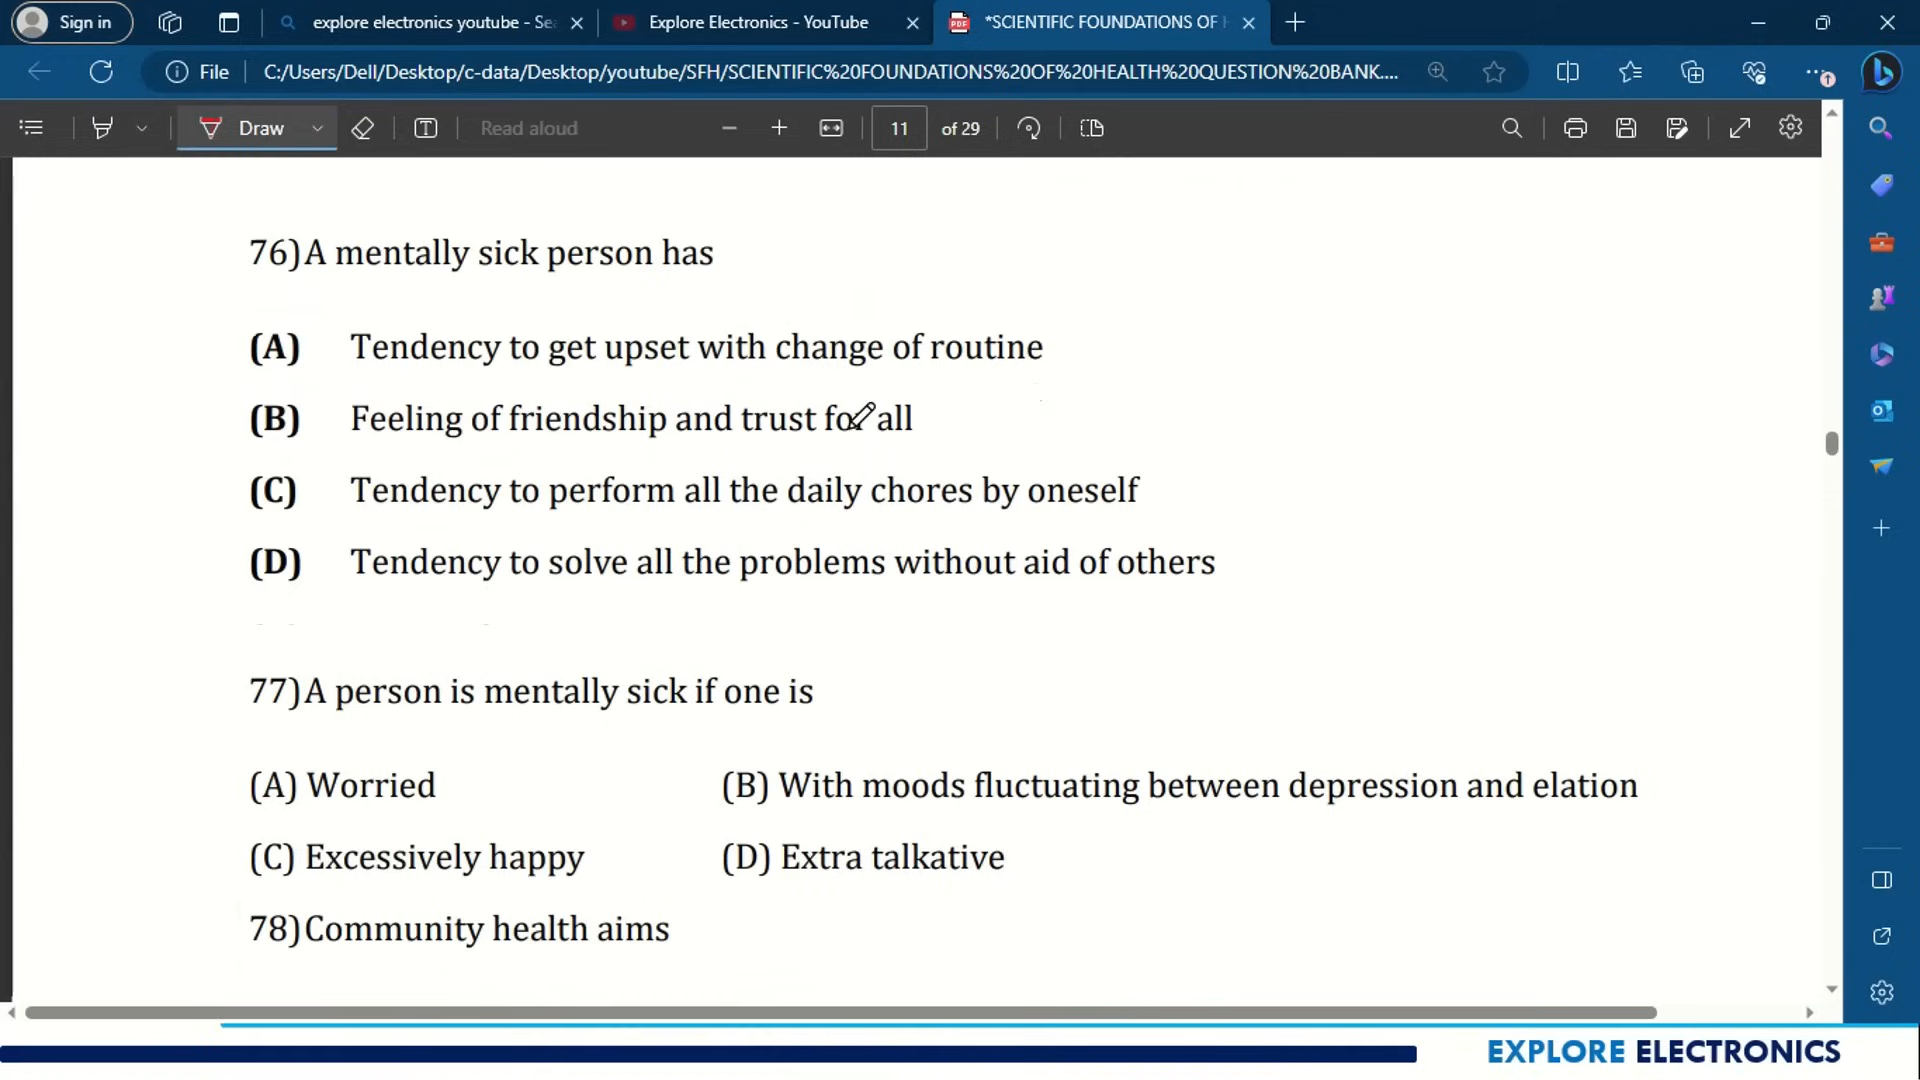 Sign in
explore electronics youtube - Se
Explore Electronics - YouTube
*SCIENTIFIC FOUNDATIONS OF
File
C:/Users/Dell/Desktop/c-data/Desktop/youtube/SFH/SCIENTIFIC%20FOUNDATIONS%20OF%20HEALTH%20QUESTION%20BANK....
Draw
Read aloud
11 of 29
76)A mentally sick person has
(A) Tendency to get upset with change of routine
(B) Feeling of friendship and trust for all
(C) Tendency to perform all the daily chores by oneself
(D) Tendency to solve all the problems without aid of others
77)A person is mentally sick if one is
(A) Worried (B) With moods fluctuating between depression and elation
(C) Excessively happy (D) Extra talkative
78)Community health aims
EXPLORE ELECTRONICS